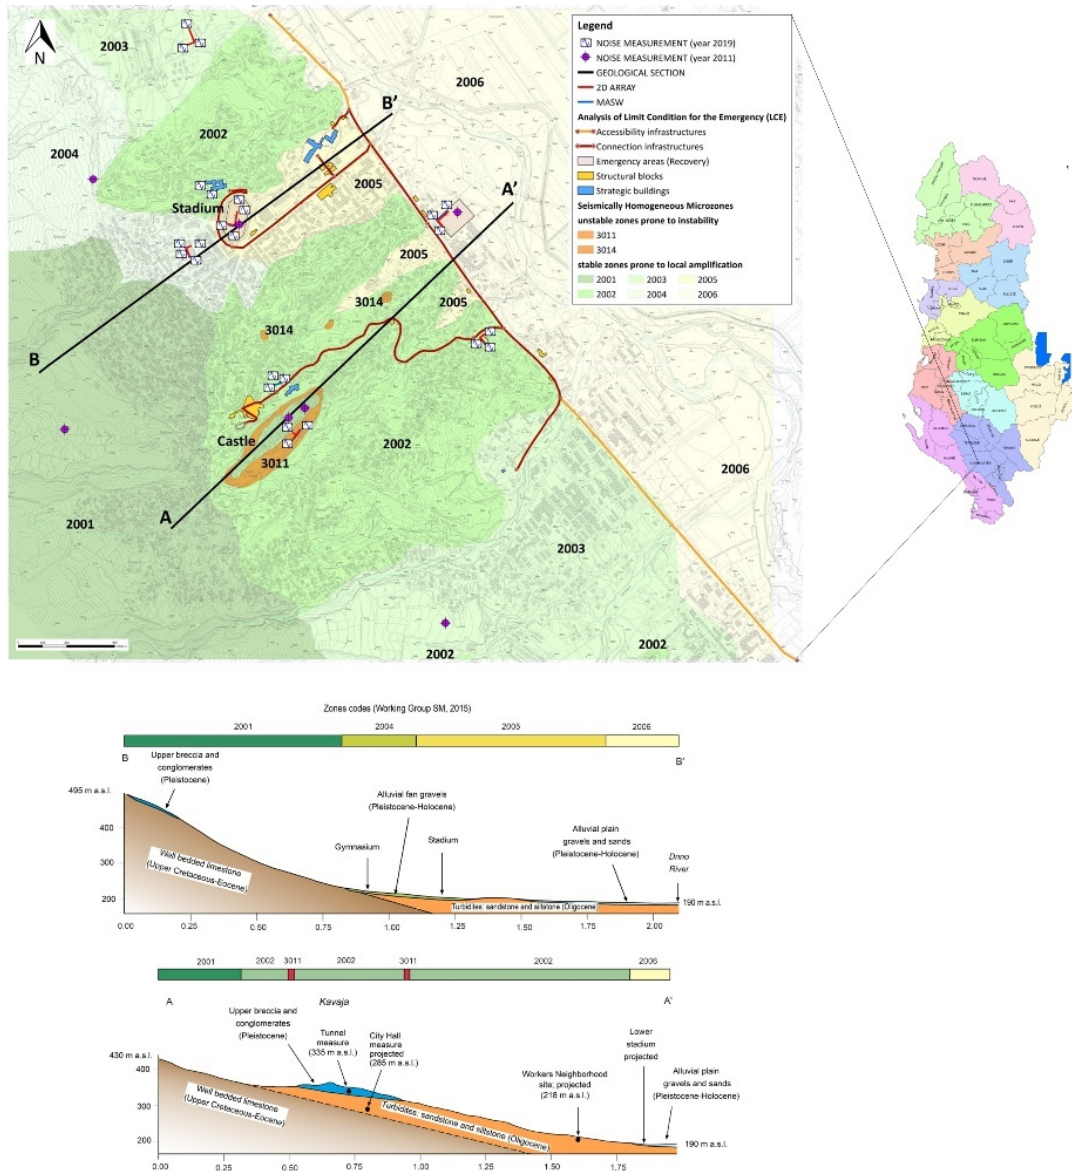 2003
N
2006
B'
2002
2004
2005
A'
Stadium
2005
2005
3014
3014
B
Castle
2002
3011
2006
A
2001
2003
2002
2002
Legend
NOISE MEASUREMENT (year 2019)
NOISE MEASUREMENT (year 2011)
GEOLOGICAL SECTION
2D ARRAY
MASW
Analysis of Limit Condition for the Emergency (LCE)
Accessibility infrastructures
Connection infrastructures
Emergency areas (Recovery)
Structural blocks
Strategic buildings
Seismically Homogeneous Microzones
unstable zones prone to instability
3011
3014
stable zones prone to local amplification
2001 2003 2005
2002 2004 2006
Zones codes (Working Group SM, 2015)
2001 2004 2005 2006
B B'
Upper breccia and
conglomerates
(Pleistocene)
495 m a.s.l.
Alluvial fan gravels
(Pleistocene-Holocene)
400
Gymnasium
Stadium
Alluvial plain
gravels and sands
(Pleistocene-Holocene)
Drino
River
Well bedded limestone
(Upper Cretaceous-Eocene)
300
200
Turbidites: sandstone and siltstone (Oligocene)
190 m a.s.l.
0.00 0.25 0.50 0.75 1.00 1.25 1.50 1.75 2.00
2001 2002 3011 2002 3011 2002 2006
A Kavaja A'
Upper breccia and
conglomerates
(Pleistocene)
Tunnel
measure
(335 m a.s.l.)
City Hall
measure
projected
(285 m a.s.l.)
Lower
stadium
projected
430 m a.s.l.
400
Workers Neighborhood
site; projected
(218 m a.s.l.)
Alluvial plain
gravels and sands
(Pleistocene-Holocene)
Well bedded limestone
(Upper Cretaceous-Eocene)
Turbidites: sandstone and siltstone (Oligocene)
300
200
190 m a.s.l.
0.00 0.25 0.50 0.75 1.00 1.25 1.50 1.75